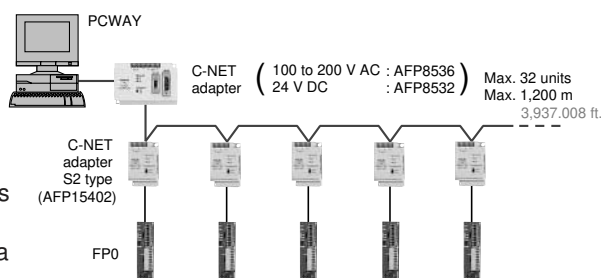 PCWAY
C-NET
adapter
( 100 to 200 V AC : AFP8536 )
24 V DC : AFP8532
Max. 32 units
Max. 1,200 m
3,937.008 ft.
C-NET
adapter
S2 type
(AFP15402)
s
a
FP0